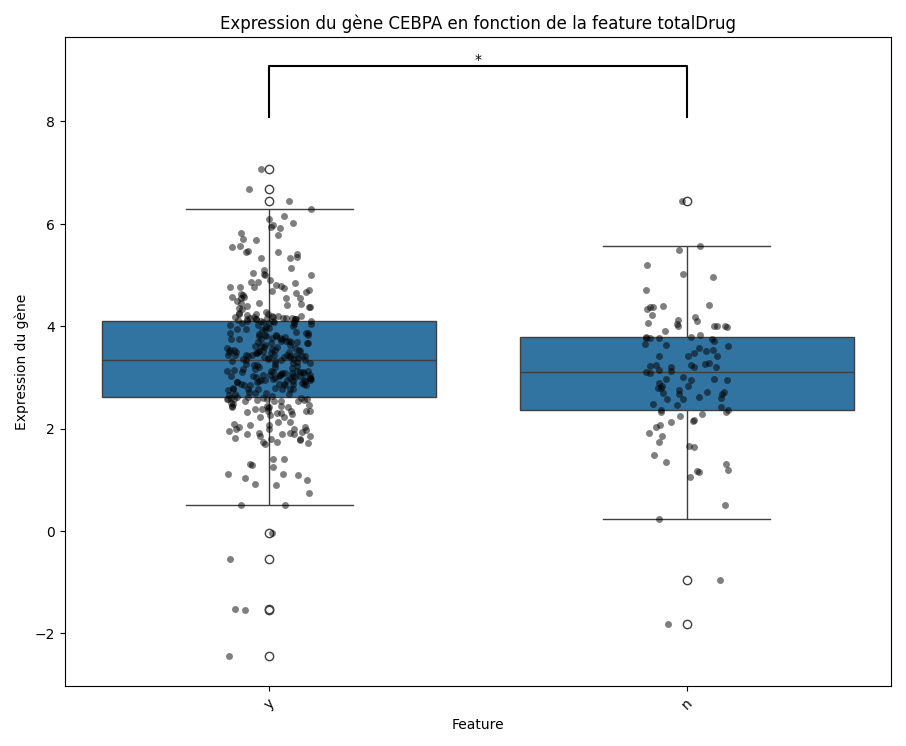 Expression du gène CEBPA en fonction de la feature totalDrug
*
8
6
4
2
0
−2
Expression du gène
y
n
Feature